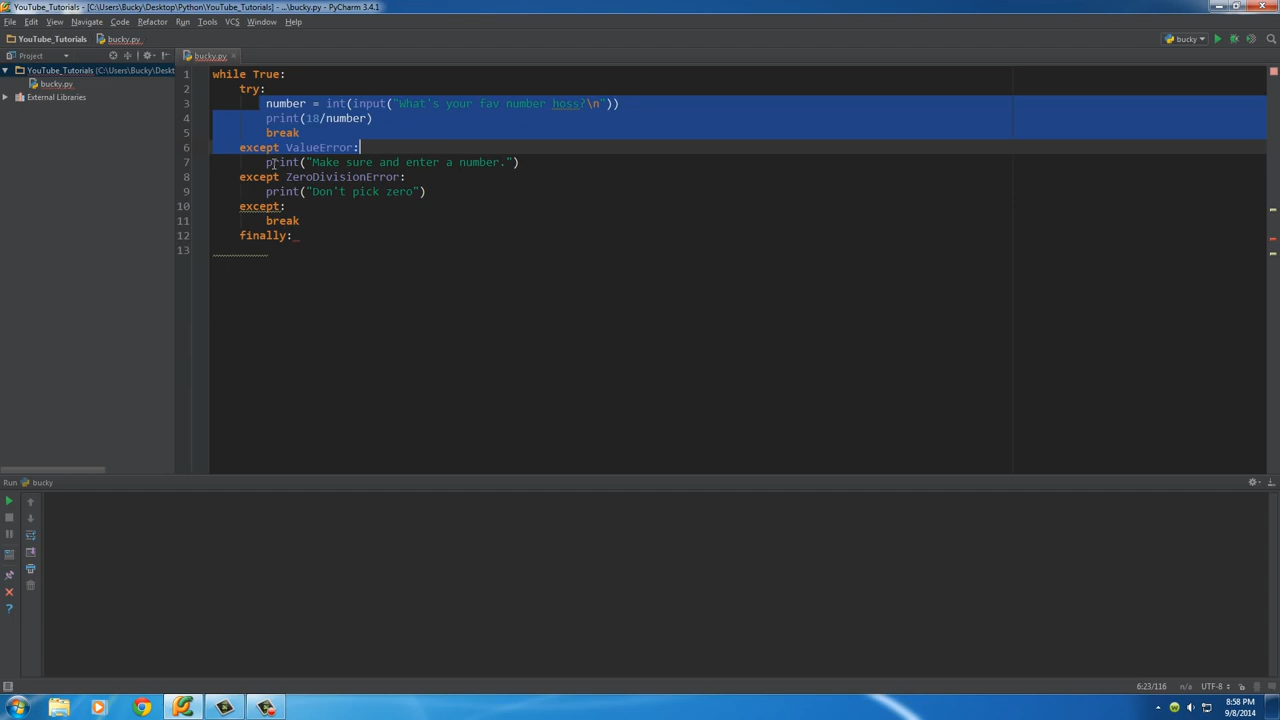 YouTube_Tutorials - [C:\Users\Bucky\Desktop\Python\YouTube_Tutorials] - ...\bucky.py - PyCharm 3.4.1
File Edit View Navigate Code Refactor Run Tools VCS Window Help
YouTube_Tutorials bucky.py bucky
Project bucky.py
YouTube_Tutorials (C:\Users\Bucky\Deskt
bucky.py
External Libraries
1 while True:
2 try:
3 number = int(input("What's your fav number hoss?\n"))
4 print(18/number)
5 break
6 except ValueError:
7 print("Make sure and enter a number.")
8 except ZeroDivisionError:
9 print("Don't pick zero")
10 except:
11 break
12 finally:
13
Run bucky
6:23/116 n/a UTF-8
8:58 PM
9/8/2014